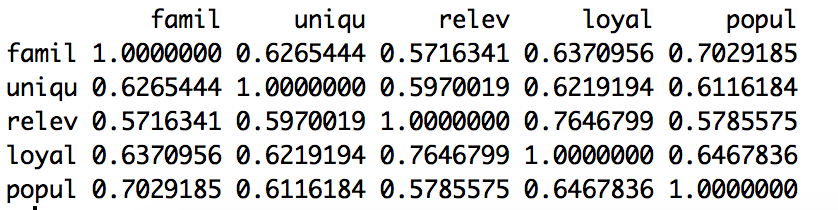 famil uniqu relev loyal popul
famil 1.0000000 0.6265444 0.5716341 0.6370956 0.7029185
uniqu 0.6265444 1.0000000 0.5970019 0.6219194 0.6116184
relev 0.5716341 0.5970019 1.0000000 0.7646799 0.5785575
loyal 0.6370956 0.6219194 0.7646799 1.0000000 0.6467836
popul 0.7029185 0.6116184 0.5785575 0.6467836 1.0000000